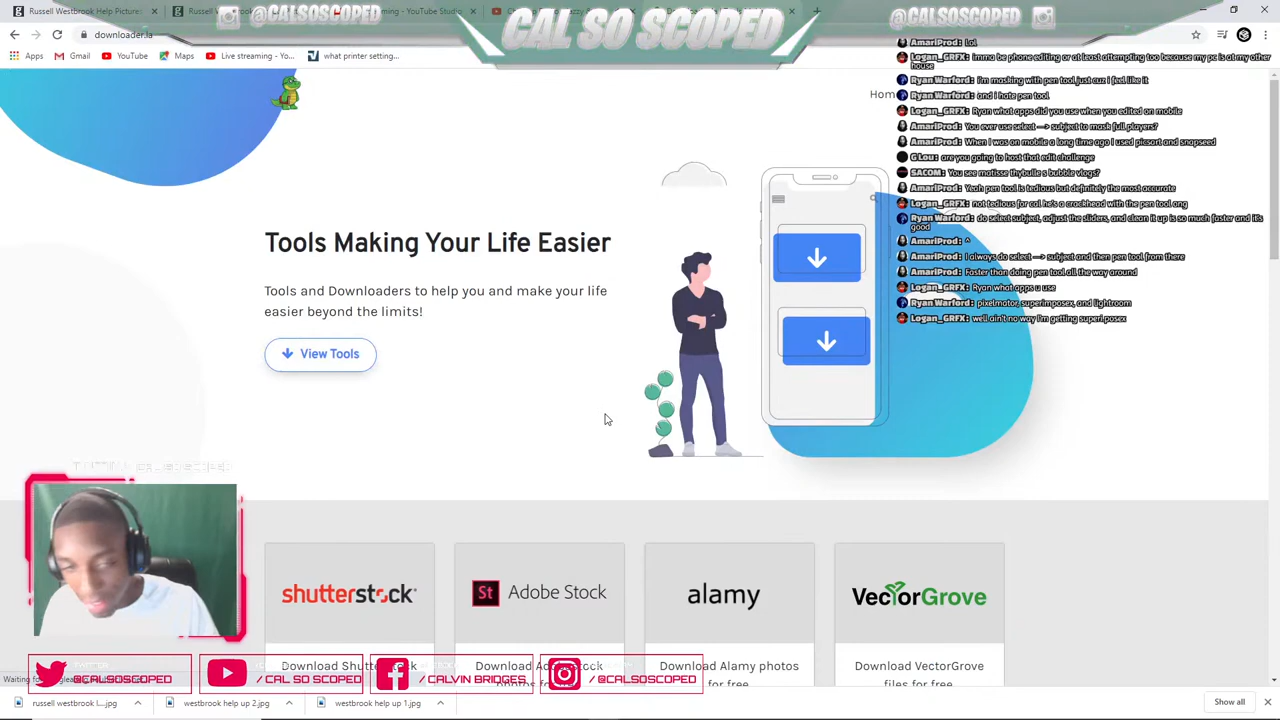 Russell Westbrook Help Picture:
Russell Westb
ming - YouTube Studio
CAL SO SCOPED
@CALSOSCOPED
@CALSOSCOPED
downloader.la
Gmail
YouTube
Maps
Live streaming - Yo...
what printer setting...
Hom
AmariProd: Lol
Logan_GRFX: imma be phone editing or at least attempting too because my pc is at my other
house
Ryan Warford: i'm masking with pen tool just cuz i feel like it
Ryan Warford: and i hate pen tool
Logan_GRFX: Ryan what apps did you use when you edited on mobile
AmariProd: You ever use select —> subject to mask full players?
AmariProd: When I was on mobile a long time ago I used picsart and snapseed
G Lou: are you going to host that edit challenge
SACOM: You see matisse thybulle s bubble vlogs?
AmariProd: Yeah pen tool is tedious but definitely the most accurate
Logan_GRFX: not tedious for cal he's a crackhead with the pen tool ong
Ryan Warford: do select subject, adjust the sliders, and clean it up is so much faster and it's
good
AmariProd: ^
AmariProd: I always do select —> subject and then pen tool from there
AmariProd: Faster than doing pen tool all the way around
Logan_GRFX: Ryan what apps u use
Ryan Warford: pixelmator, superimposex, and lightroom
Logan_GRFX: well ain't no way I'm getting superi.posex
Tools Making Your Life Easier
Tools and Downloaders to help you and make your life
easier beyond the limits!
View Tools
shutterstock
St Adobe Stock
alamy
VectorGrove
Download Alamy photos
for free
Download VectorGrove
files for free
@CALSOSCOPED
/ CAL SO SCOPED
/CALVIN BRIDGES
/@CALSOSCOPED
russell westbrook l....jpg
westbrook help up 2.jpg
westbrook help up 1.jpg
Show all